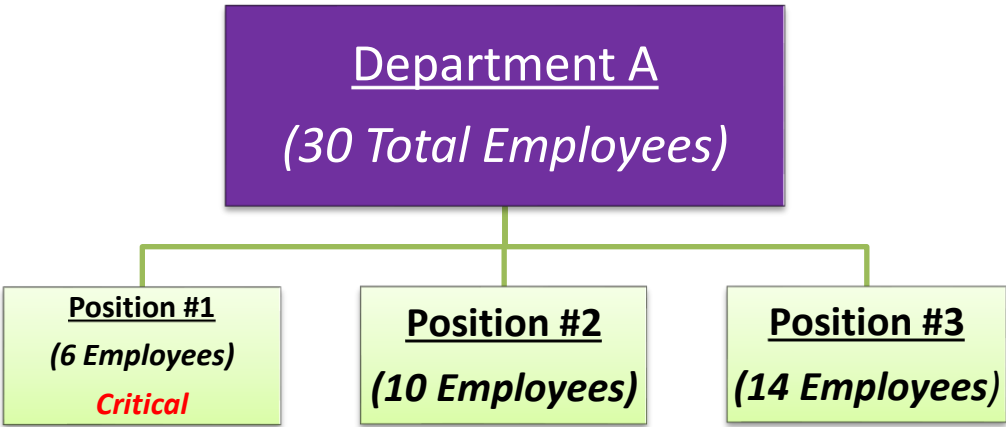 Department A
(30 Total Employees)
Position #1
(6 Employees)
Critical
Position #2
(10 Employees)
Position #3
(14 Employees)